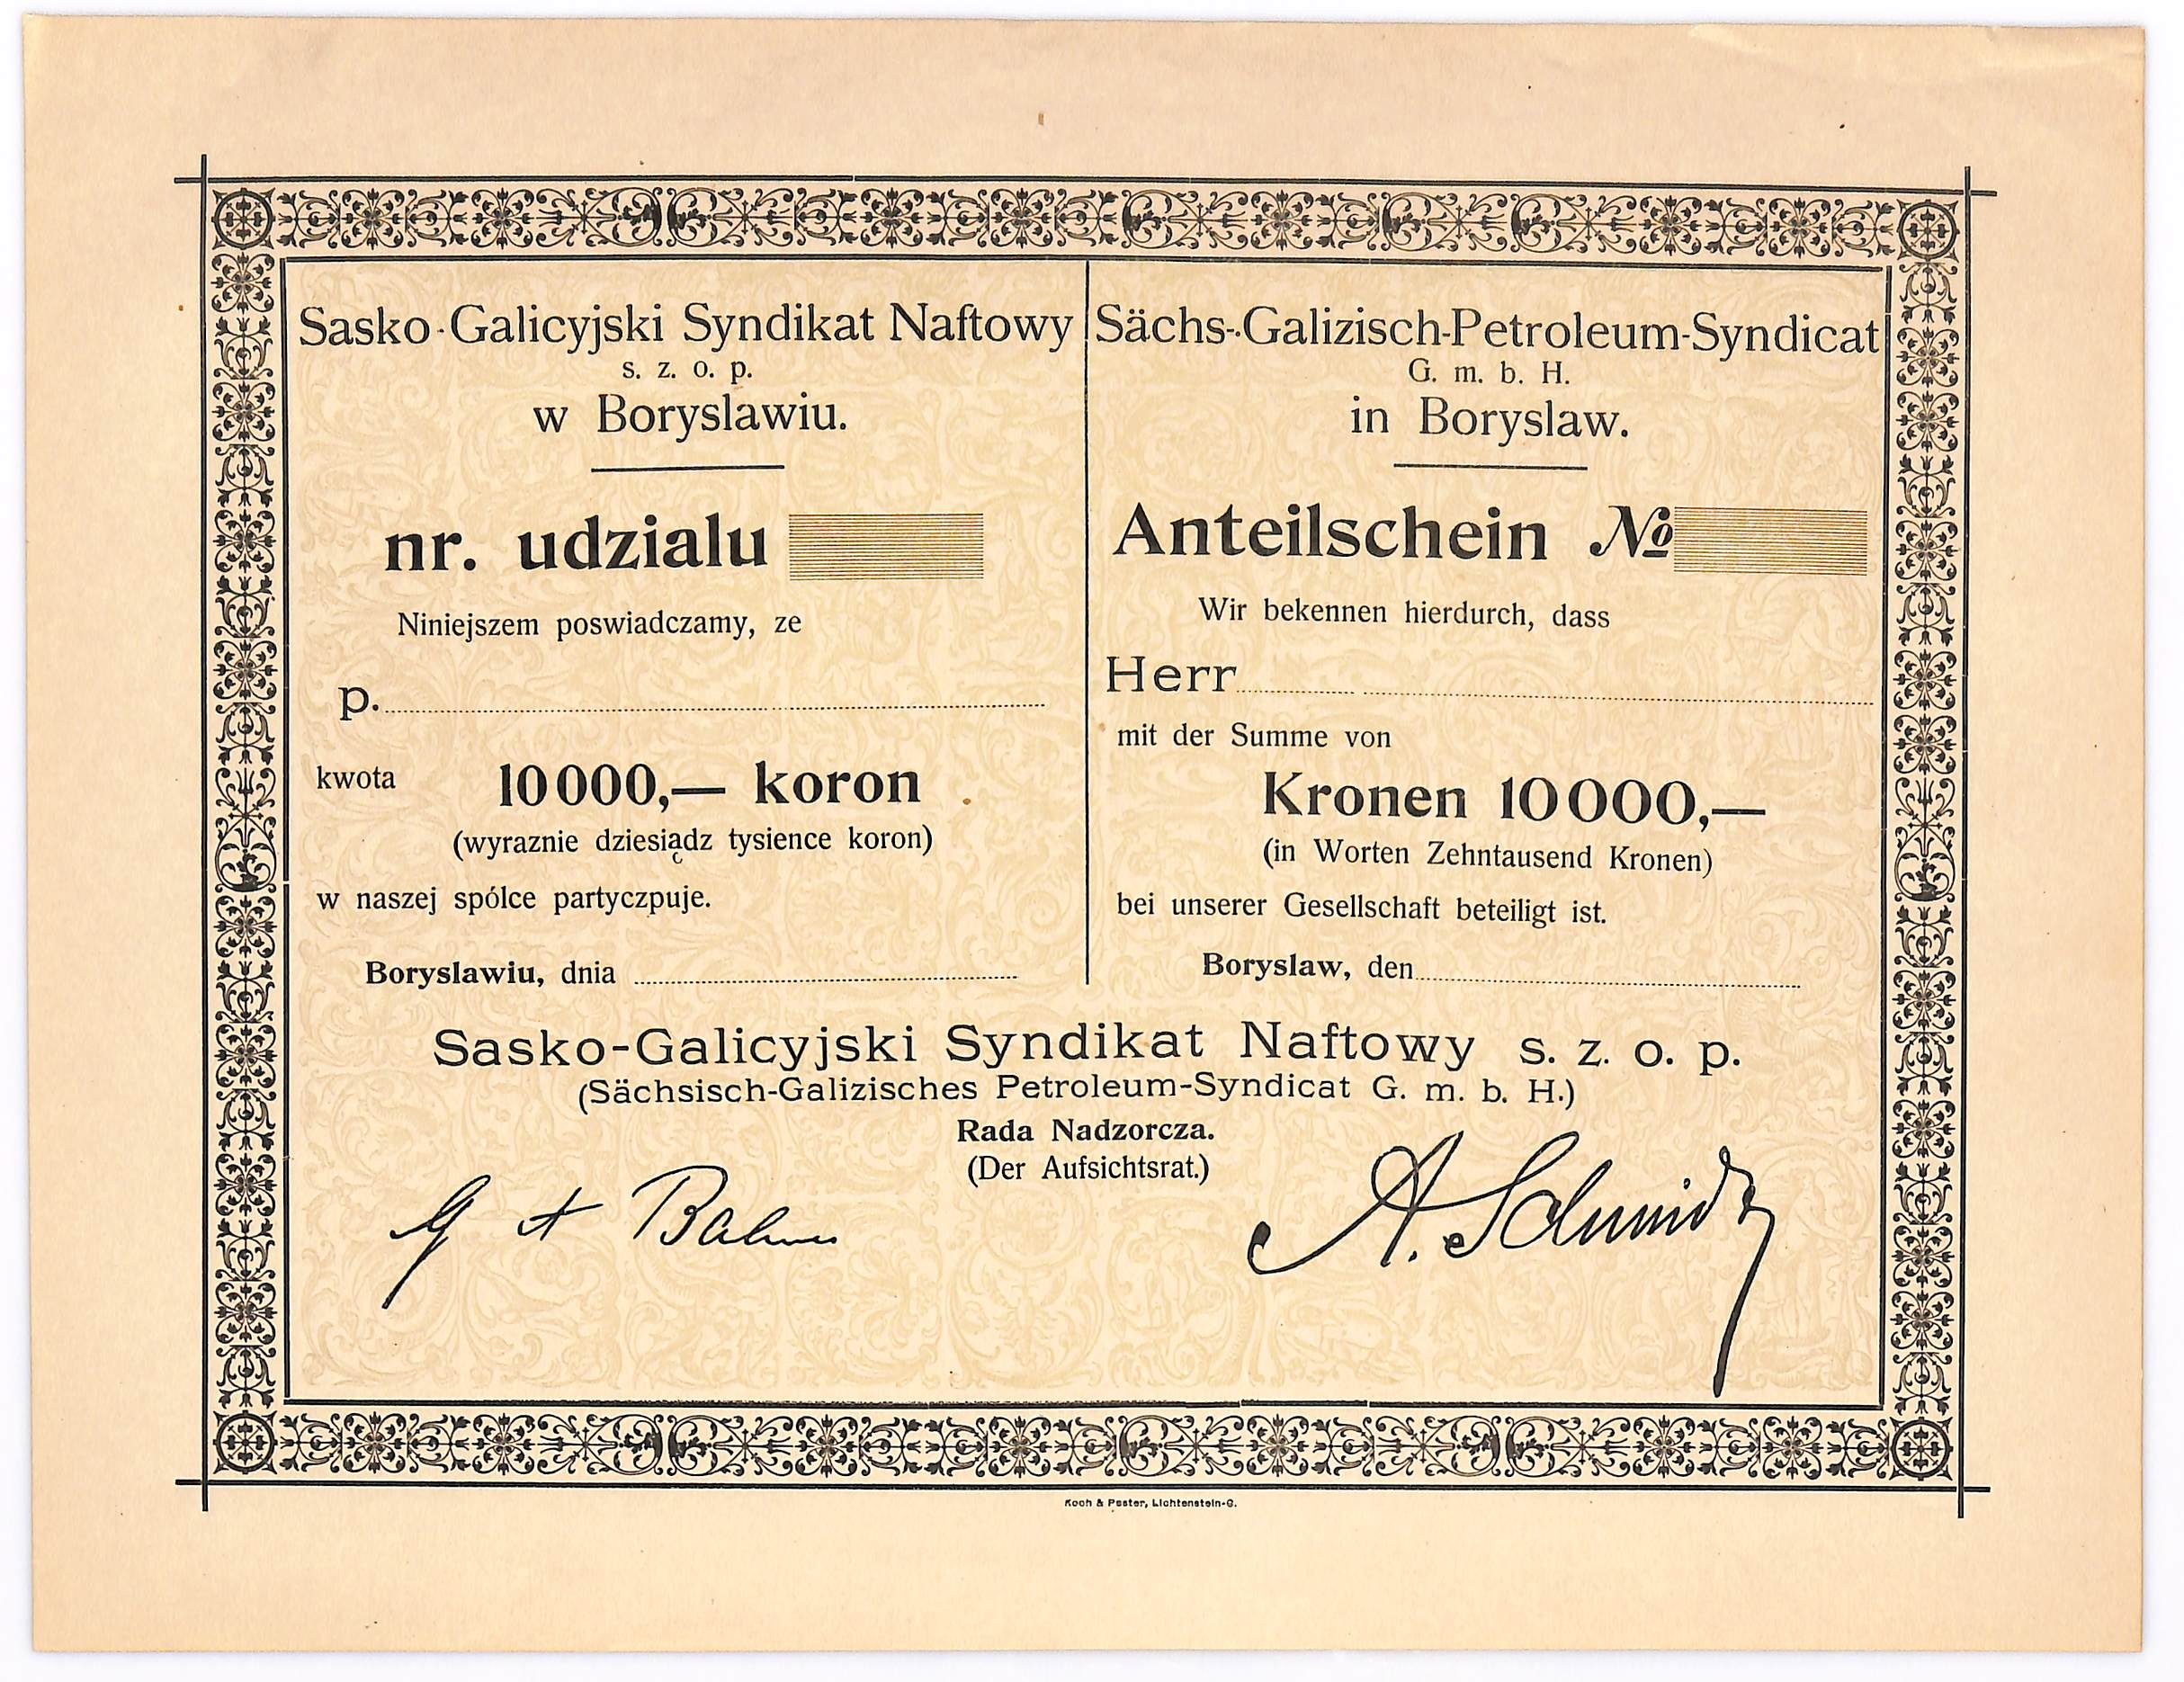 Sasko-Galicyjski Syndikat Naftowy
s. z. o. p.
w Boryslawiu.
nr. udzialu
Niniejszem poswiadczamy, ze
p.
kwota 10000,— koron
(wyraznie dziesiądz tysience koron)
w naszej spólce partyczpuje.
Boryslawiu, dnia
Sächs-.Galizisch-Petroleum-Syndicat
G. m. b. H.
in Boryslaw.
Anteilschein No
Wir bekennen hierdurch, dass
Herr
mit der Summe von
Kronen 10000,—
(in Worten Zehntausend Kronen)
bei unserer Gesellschaft beteiligt ist.
Boryslaw, den
Sasko-Galicyjski Syndikat Naftowy s. z. o. p.
(Sächsisch-Galizisches Petroleum-Syndicat G. m. b. H.)
Rada Nadzorcza.
(Der Aufsichtsrat.)
A. Schmidt
Koch & Pester, Lichtenstein-C.